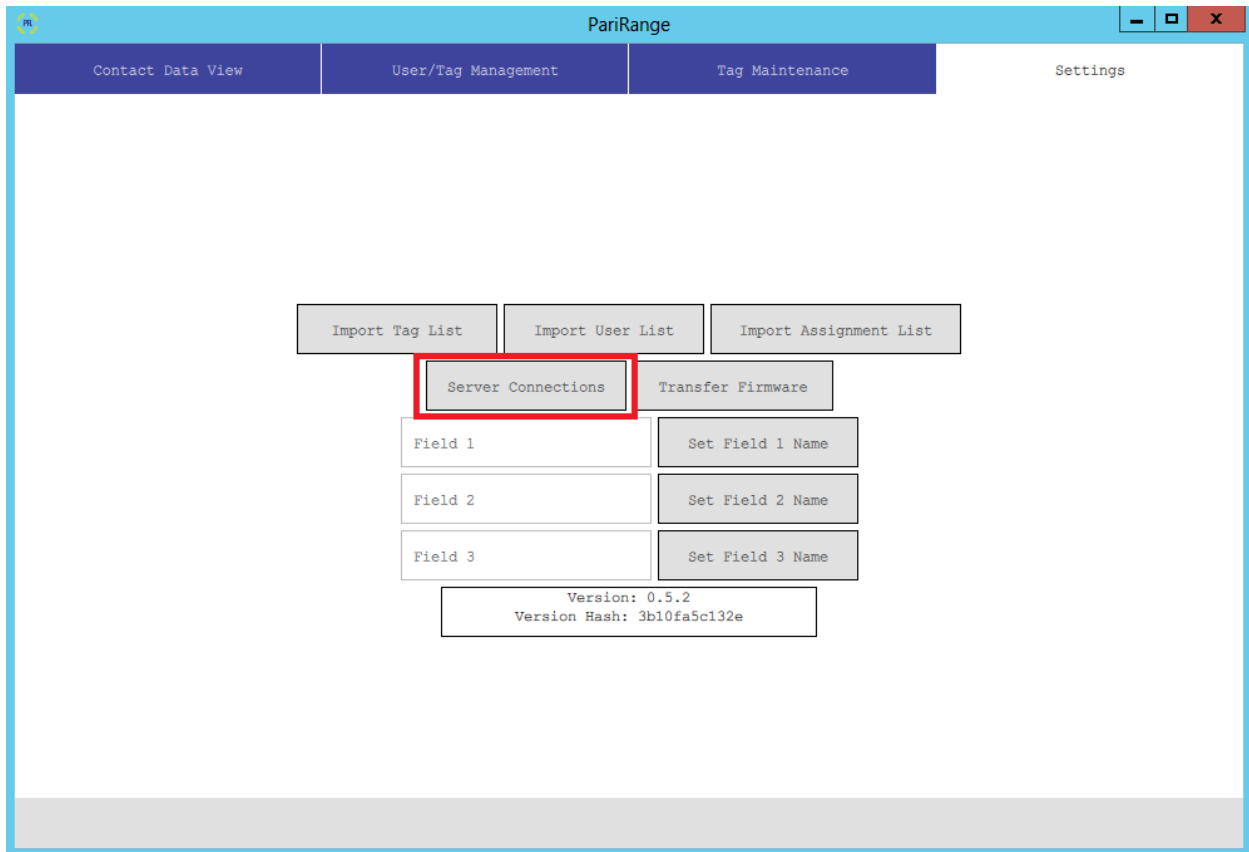 PRL PariRange
Contact Data View User/Tag Management Tag Maintenance Settings
Import Tag List Import User List Import Assignment List
Server Connections Transfer Firmware
Field 1 Set Field 1 Name
Field 2 Set Field 2 Name
Field 3 Set Field 3 Name
Version: 0.5.2
Version Hash: 3b10fa5c132e